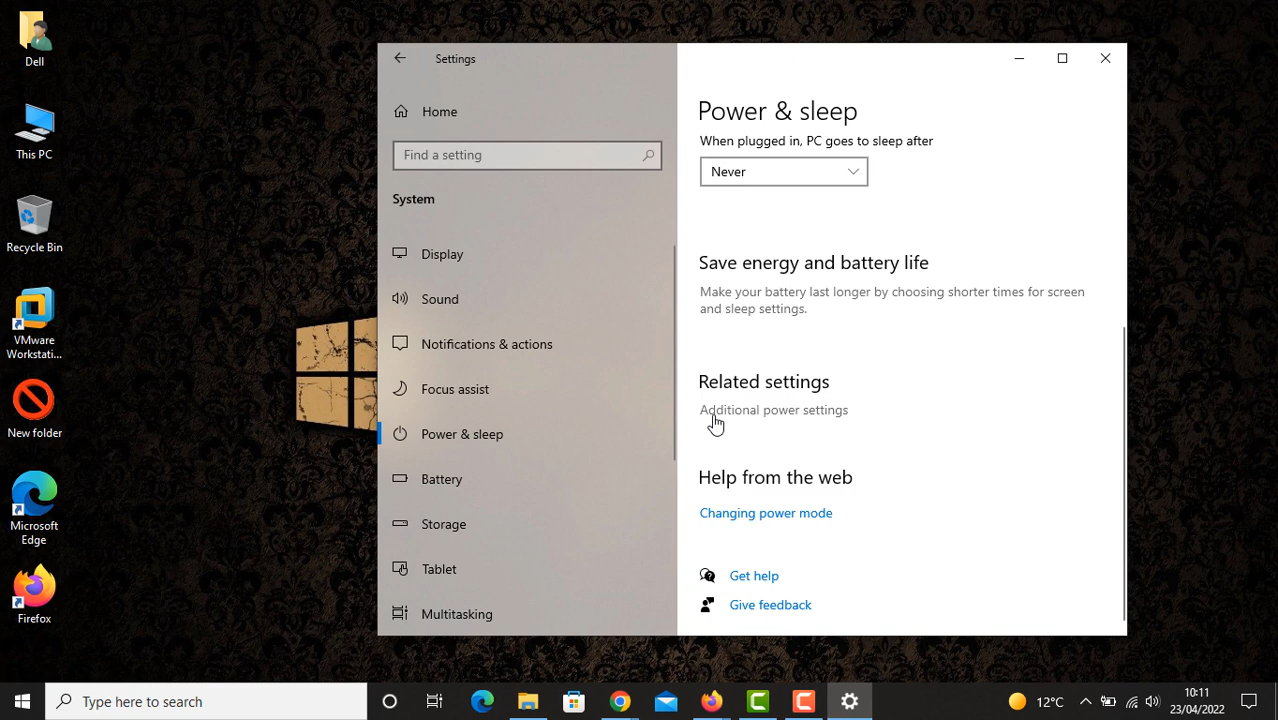 Dell
This PC
Recycle Bin
VMware
Workstati...
New folder
Microsoft
Edge
Firefox
Settings
Home
Find a setting
System
Display
Sound
Notifications & actions
Focus assist
Power & sleep
Battery
Storage
Tablet
Multitasking
Power & sleep
When plugged in, PC goes to sleep after
Never
Save energy and battery life
Make your battery last longer by choosing shorter times for screen
and sleep settings.
Related settings
Additional power settings
Help from the web
Changing power mode
Get help
Give feedback
Type here to search
12°C
10:11
23/04/2022